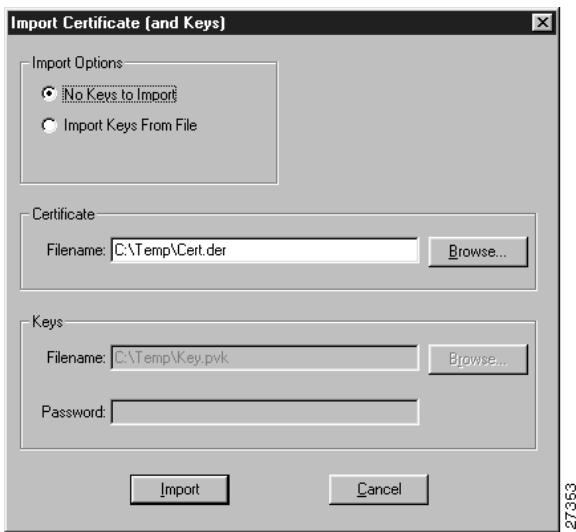 Import Certificate (and Keys)
Import Options
No Keys to Import
Import Keys From File
Certificate
Filename: C:\Temp\Cert.der Browse...
Keys
Filename: C:\Temp\Key.pvk Browse...
Password:
Import Cancel
27353